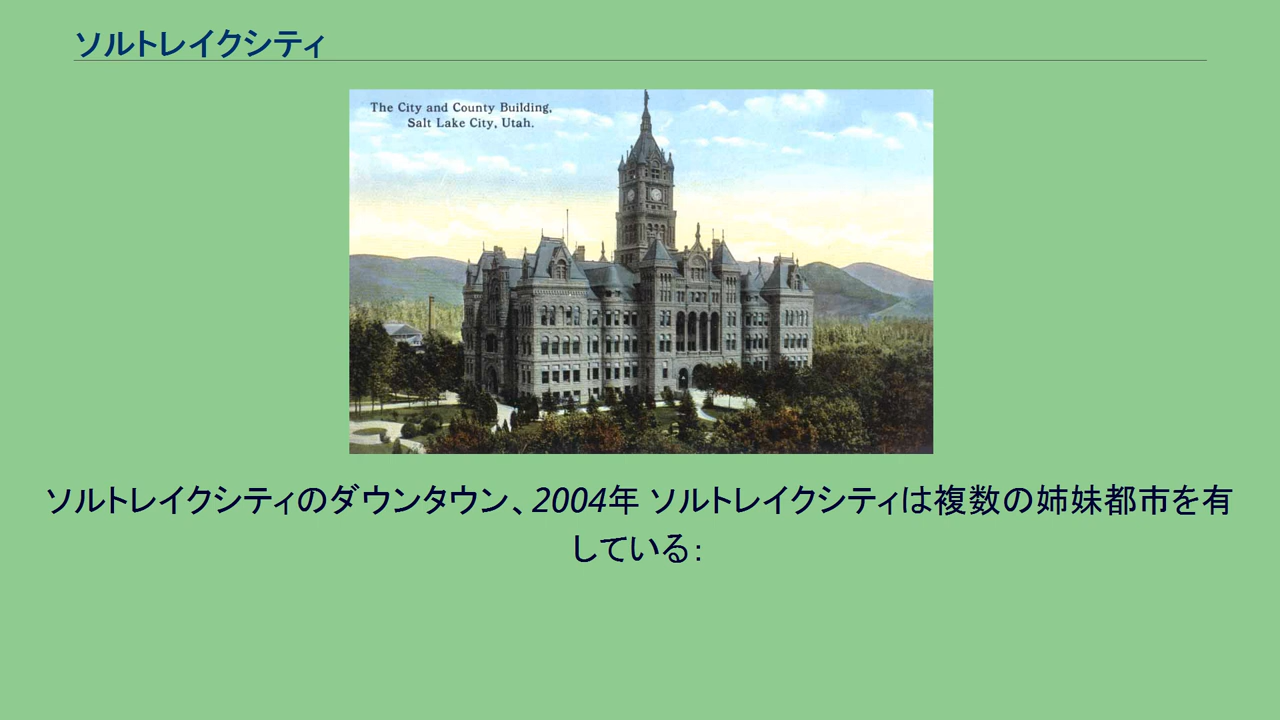 ソルトレイクシティ
The City and County Building,
Salt Lake City, Utah.
ソルトレイクシティのダウンタウン、2004年 ソルトレイクシティは複数の姉妹都市を有
している: